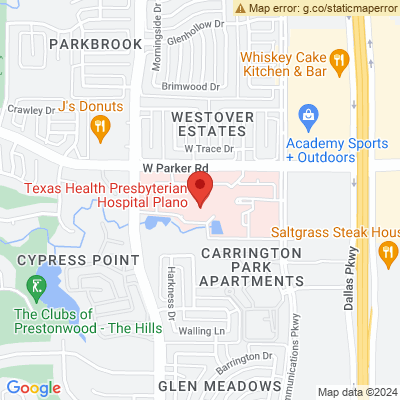 Map error: g.co/staticmaperror
PARKBROOK
Morningside Dr
Glenhollow Dr
Whiskey Cake
Kitchen & Bar
Brimwood Dr
Crawley Dr
J's Donuts
WESTOVER
ESTATES
W Trace Dr
Academy Sports
+ Outdoors
W Parker Rd
Texas Health Presbyterian
Hospital Plano
Saltgrass Steak Hous
CYPRESS POINT
CARRINGTON
PARK
APARTMENTS
Harkness Dr
Dallas Pkwy
The Clubs of
Prestonwood - The Hills
Walling Ln
mmunications Pkwy
Barrington Dr
GLEN MEADOWS
Google
Map data ©2024